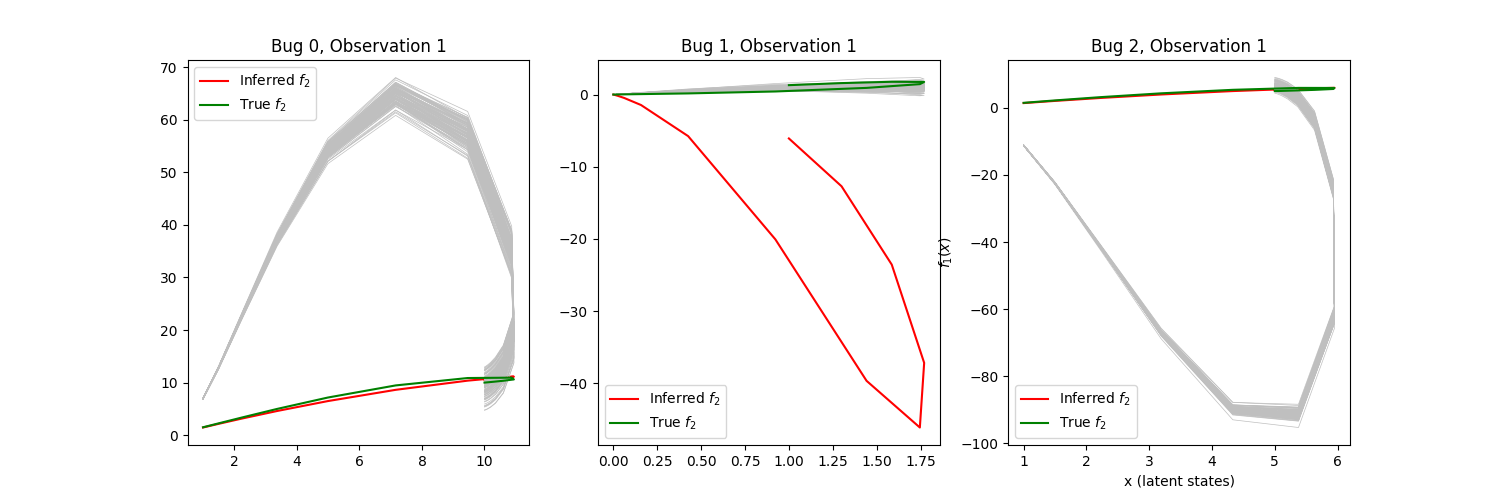 Bug 0, Observation 1
70
60
50
40
30
20
10
0
2 4 6 8 10
Inferred f₂
True f₂
Bug 1, Observation 1
0
−10
−20
−30
−40
0.00 0.25 0.50 0.75 1.00 1.25 1.50 1.75
Inferred f₂
True f₂
Bug 2, Observation 1
f₁(x)
0
−20
−40
−60
−80
−100
1 2 3 4 5 6
x (latent states)
Inferred f₂
True f₂